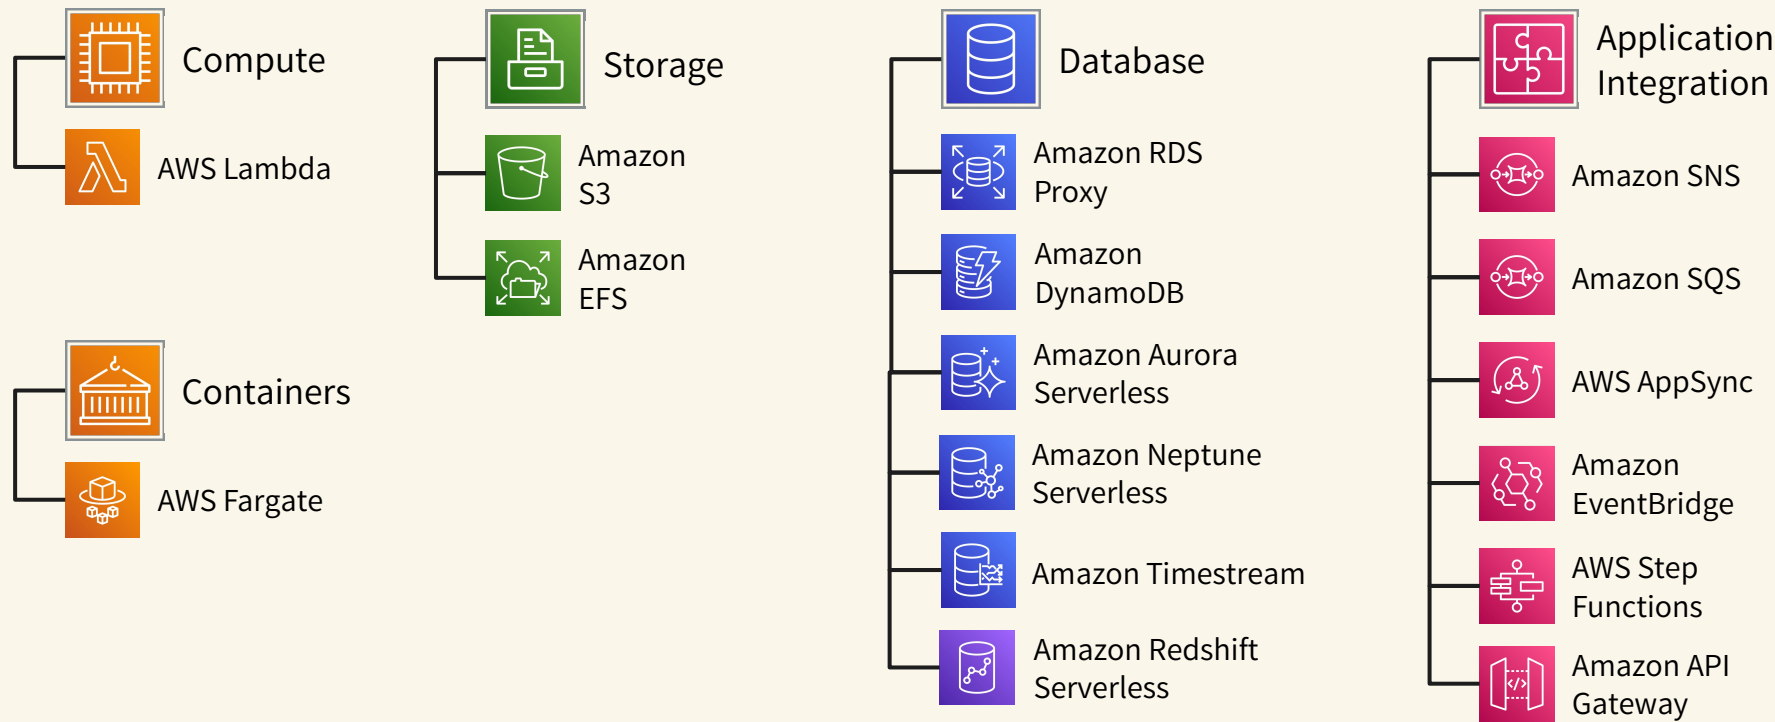 Compute
AWS Lambda
Containers
AWS Fargate
Storage
Amazon
S3
Amazon
EFS
Database
Amazon RDS
Proxy
Amazon
DynamoDB
Amazon Aurora
Serverless
Amazon Neptune
Serverless
Amazon Timestream
Amazon Redshift
Serverless
Application
Integration
Amazon SNS
Amazon SQS
AWS AppSync
Amazon
EventBridge
AWS Step
Functions
Amazon API
Gateway